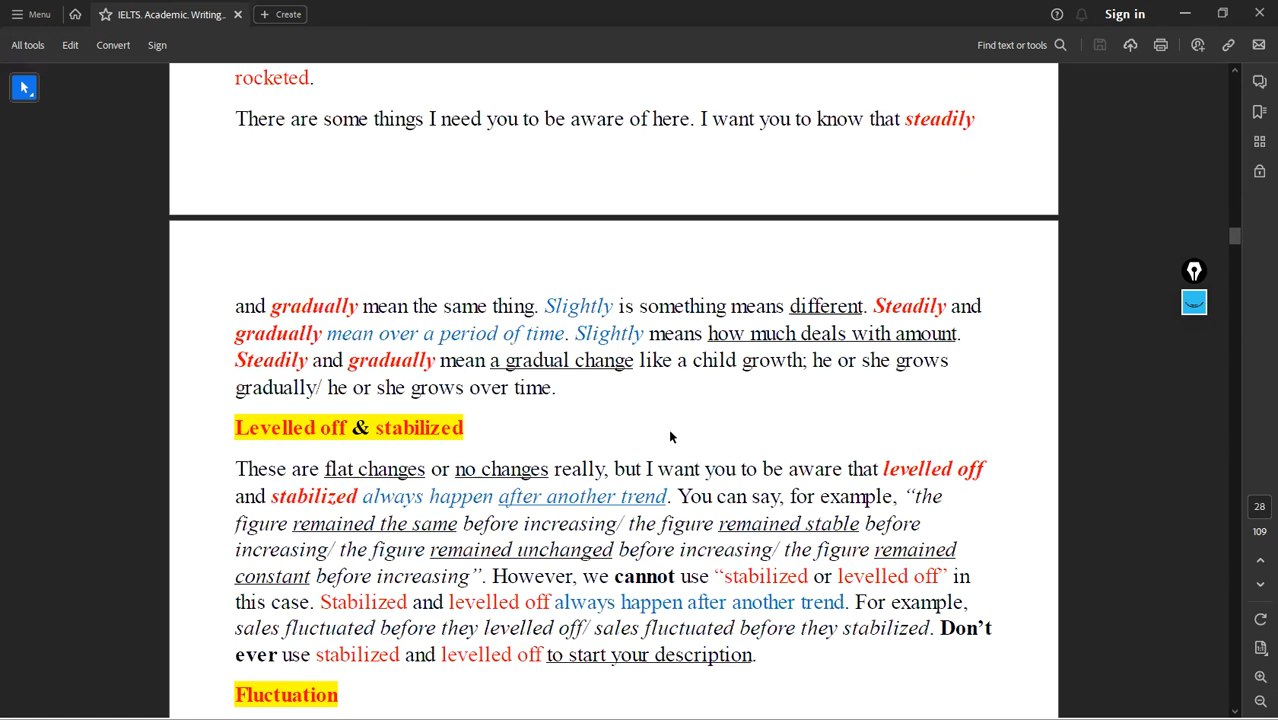 Menu
IELTS. Academic. Writing..
Create
Sign in
All tools
Edit
Convert
Sign
Find text or tools
rocketed.
There are some things I need you to be aware of here. I want you to know that steadily
and gradually mean the same thing. Slightly is something means different. Steadily and
gradually mean over a period of time. Slightly means how much deals with amount.
Steadily and gradually mean a gradual change like a child growth; he or she grows
gradually/ he or she grows over time.
Levelled off & stabilized
These are flat changes or no changes really, but I want you to be aware that levelled off
and stabilized always happen after another trend. You can say, for example, “the
figure remained the same before increasing/ the figure remained stable before
increasing/ the figure remained unchanged before increasing/ the figure remained
constant before increasing”. However, we cannot use “stabilized or levelled off” in
this case. Stabilized and levelled off always happen after another trend. For example,
sales fluctuated before they levelled off/ sales fluctuated before they stabilized. Don’t
ever use stabilized and levelled off to start your description.
Fluctuation
28
109